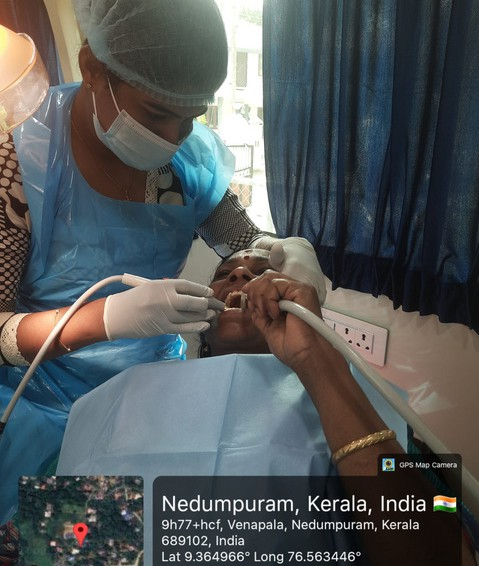 GPS Map Camera
Nedumpuram, Kerala, India 🇮🇳
9h77+hcf, Venapala, Nedumpuram, Kerala
689102, India
Lat 9.364966° Long 76.563446°